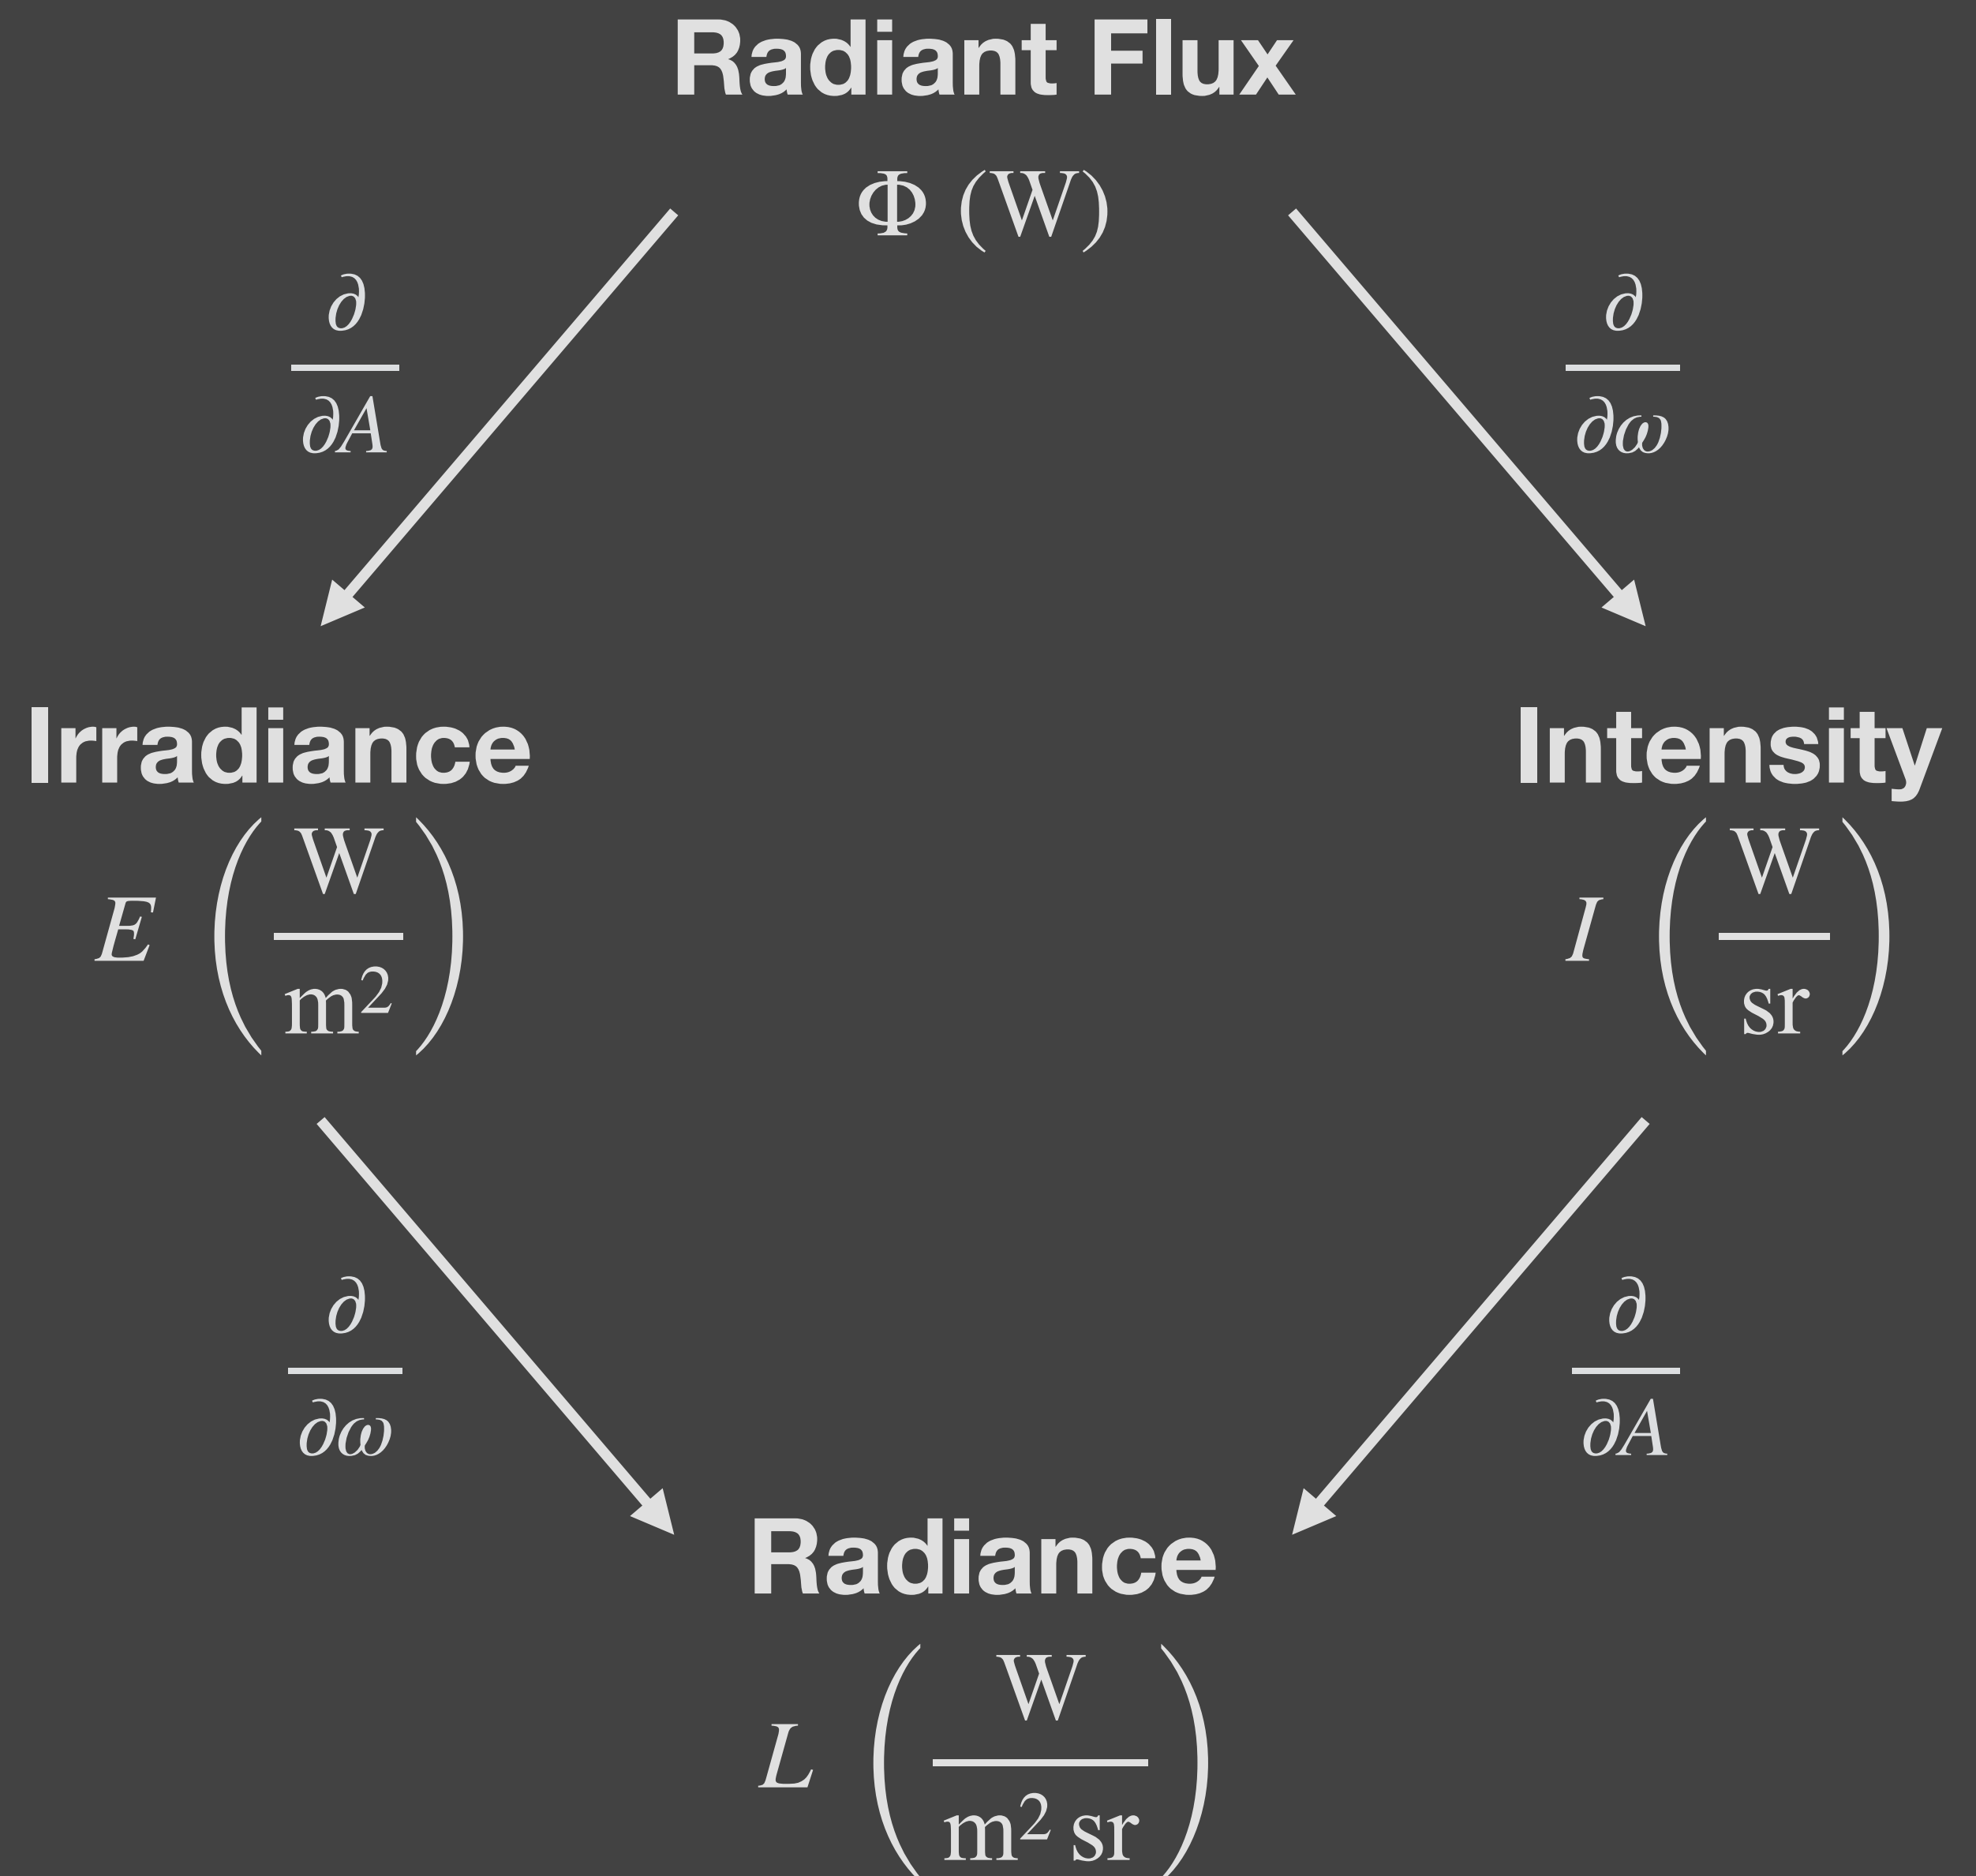 Radiant Flux
Φ (W)
∂
∂A
∂
∂ω
Irradiance
E (W/m²)
Intensity
I (W/sr)
∂
∂ω
∂
∂A
Radiance
L (W/m² sr)